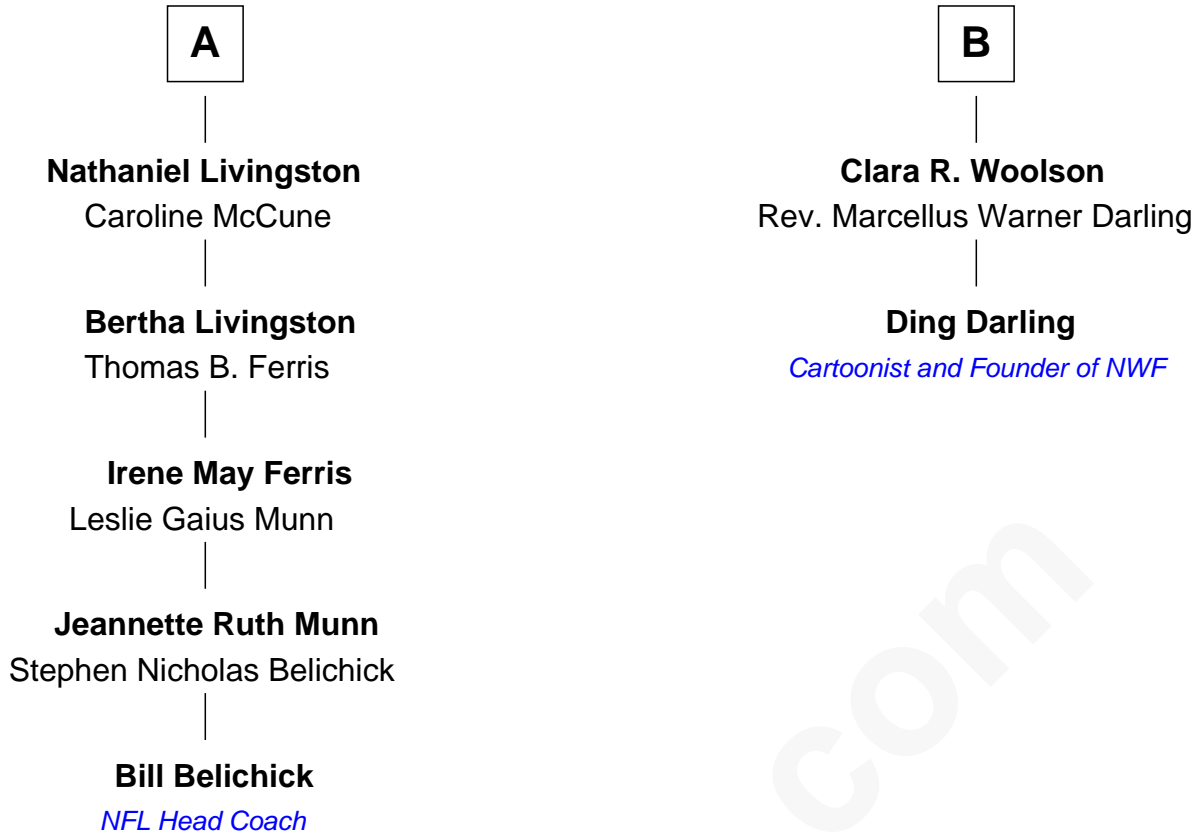 A
Nathaniel Livingston
Caroline McCune
Bertha Livingston
Thomas B. Ferris
Irene May Ferris
Leslie Gaius Munn
Jeannette Ruth Munn
Stephen Nicholas Belichick
Bill Belichick
NFL Head Coach
B
Clara R. Woolson
Rev. Marcellus Warner Darling
Ding Darling
Cartoonist and Founder of NWF
com